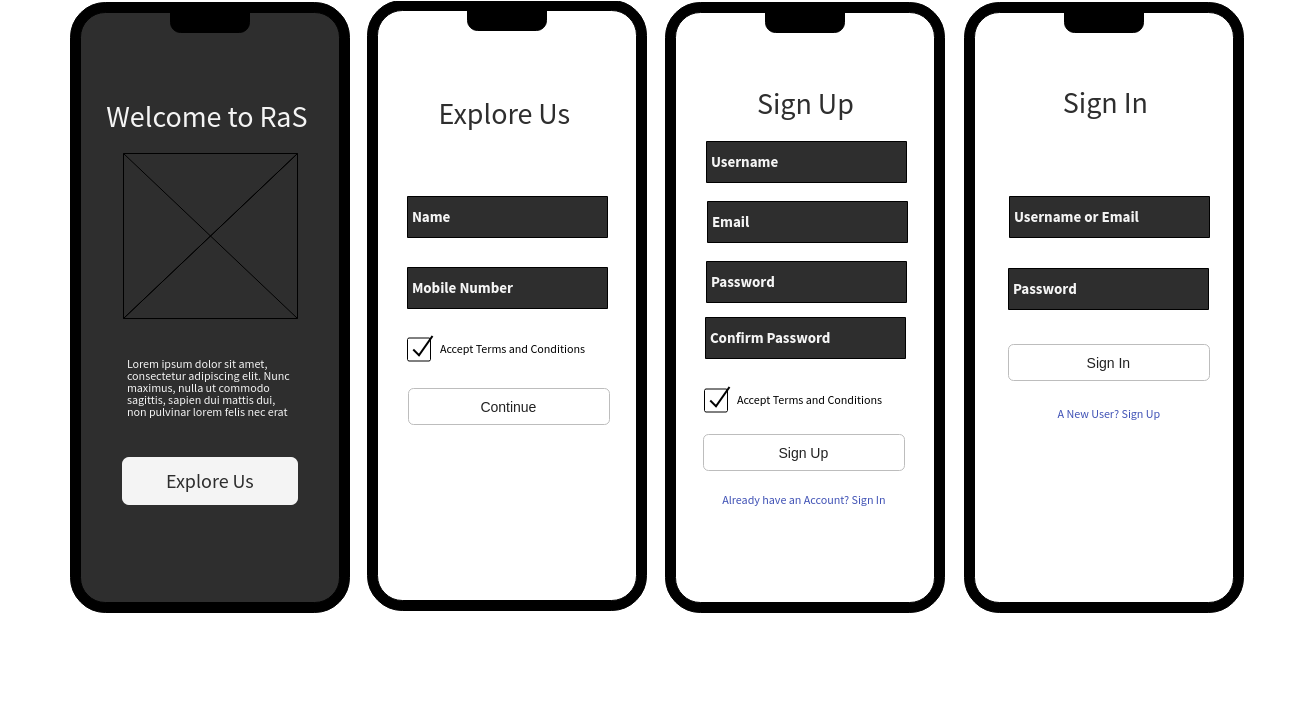 Welcome to RaS
Lorem ipsum dolor sit amet,
consectetur adipiscing elit. Nunc
maximus, nulla ut commodo
sagittis, sapien dui mattis dui,
non pulvinar lorem felis nec erat
Explore Us
Explore Us
Name
Mobile Number
Accept Terms and Conditions
Continue
Sign Up
Username
Email
Password
Confirm Password
Accept Terms and Conditions
Sign Up
Already have an Account? Sign In
Sign In
Username or Email
Password
Sign In
A New User? Sign Up